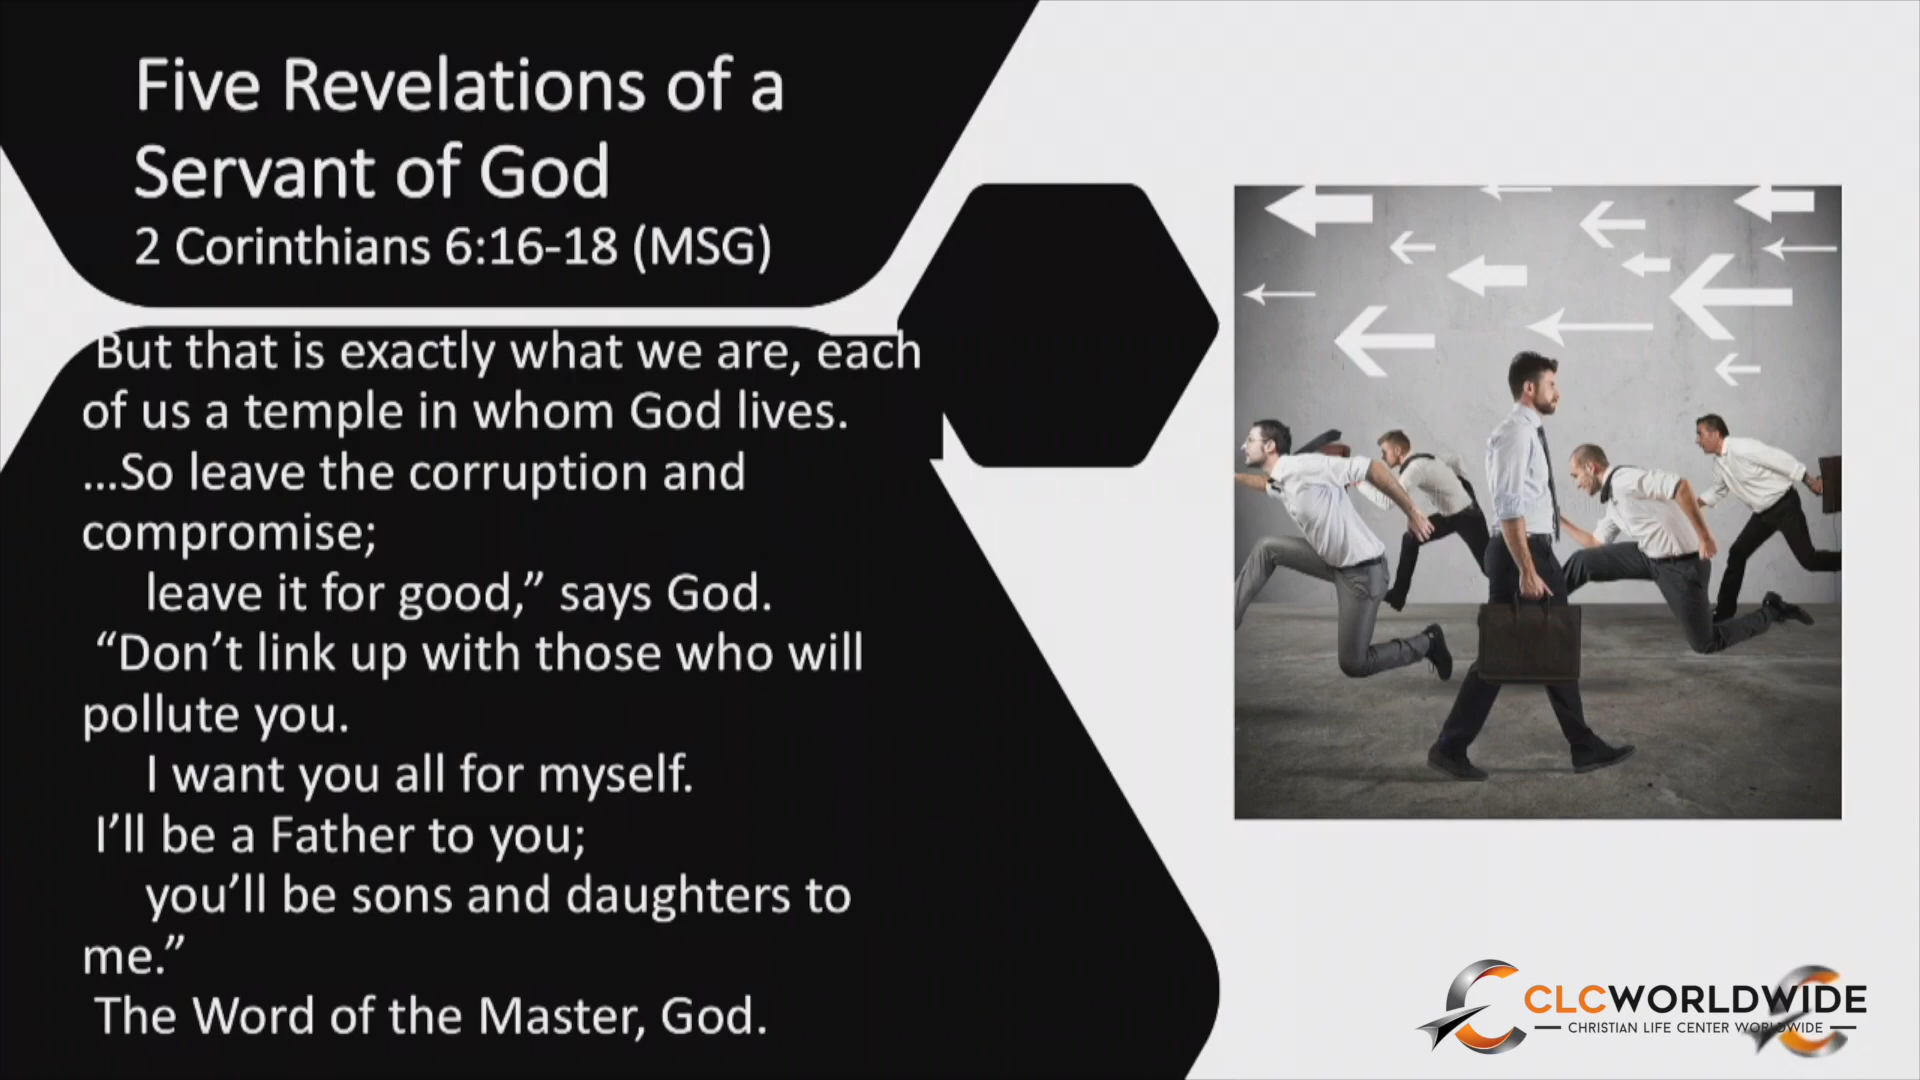 Five Revelations of a
Servant of God
2 Corinthians 6:16-18 (MSG)
But that is exactly what we are, each
of us a temple in whom God lives.
…So leave the corruption and
compromise;
leave it for good,” says God.
“Don’t link up with those who will
pollute you.
I want you all for myself.
I’ll be a Father to you;
you’ll be sons and daughters to
me.”
The Word of the Master, God.
CLCWORLDWIDE
CHRISTIAN LIFE CENTER WORLDWIDE